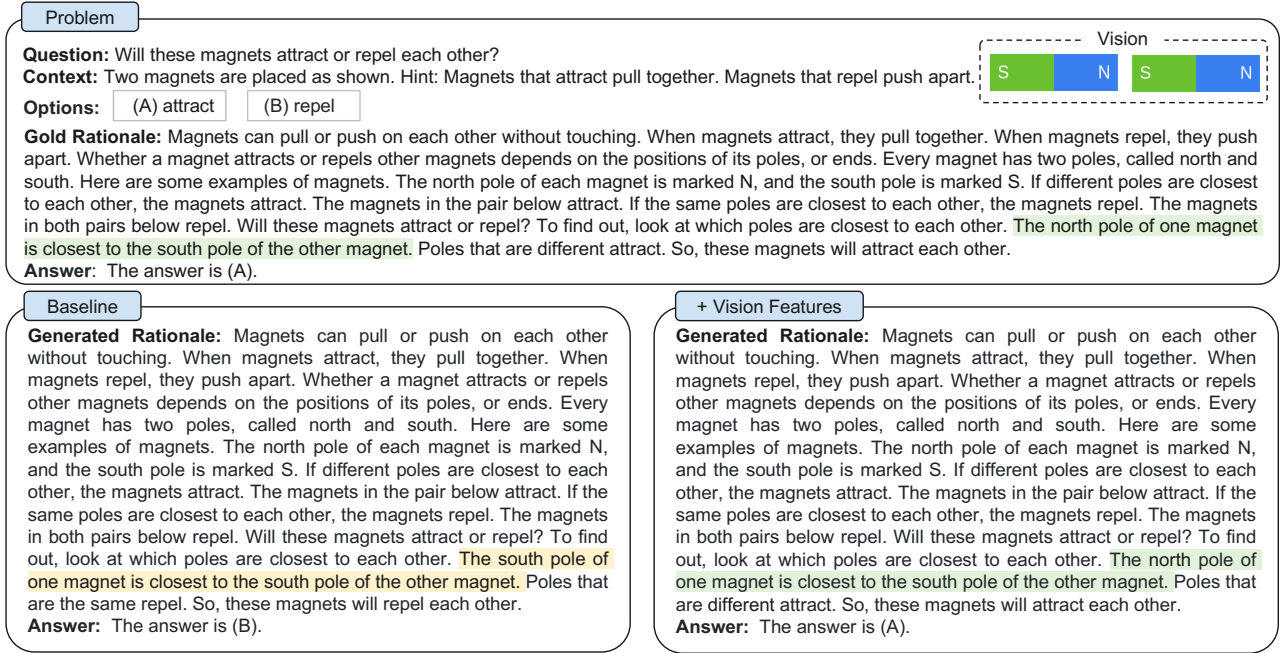 Problem
Question: Will these magnets attract or repel each other?
Context: Two magnets are placed as shown. Hint: Magnets that attract pull together. Magnets that repel push apart.
Options: (A) attract (B) repel
Vision
S N S N
Gold Rationale: Magnets can pull or push on each other without touching. When magnets attract, they pull together. When magnets repel, they push
apart. Whether a magnet attracts or repels other magnets depends on the positions of its poles, or ends. Every magnet has two poles, called north and
south. Here are some examples of magnets. The north pole of each magnet is marked N, and the south pole is marked S. If different poles are closest
to each other, the magnets attract. The magnets in the pair below attract. If the same poles are closest to each other, the magnets repel. The magnets
in both pairs below repel. Will these magnets attract or repel? To find out, look at which poles are closest to each other. The north pole of one magnet
is closest to the south pole of the other magnet. Poles that are different attract. So, these magnets will attract each other.
Answer: The answer is (A).
Baseline
Generated Rationale: Magnets can pull or push on each other
without touching. When magnets attract, they pull together. When
magnets repel, they push apart. Whether a magnet attracts or repels
other magnets depends on the positions of its poles, or ends. Every
magnet has two poles, called north and south. Here are some
examples of magnets. The north pole of each magnet is marked N,
and the south pole is marked S. If different poles are closest to each
other, the magnets attract. The magnets in the pair below attract. If the
same poles are closest to each other, the magnets repel. The magnets
in both pairs below repel. Will these magnets attract or repel? To find
out, look at which poles are closest to each other. The south pole of
one magnet is closest to the south pole of the other magnet. Poles that
are the same repel. So, these magnets will repel each other.
Answer: The answer is (B).
+ Vision Features
Generated Rationale: Magnets can pull or push on each other
without touching. When magnets attract, they pull together. When
magnets repel, they push apart. Whether a magnet attracts or repels
other magnets depends on the positions of its poles, or ends. Every
magnet has two poles, called north and south. Here are some
examples of magnets. The north pole of each magnet is marked N,
and the south pole is marked S. If different poles are closest to each
other, the magnets attract. The magnets in the pair below attract. If the
same poles are closest to each other, the magnets repel. The magnets
in both pairs below repel. Will these magnets attract or repel? To find
out, look at which poles are closest to each other. The north pole of
one magnet is closest to the south pole of the other magnet. Poles that
are different attract. So, these magnets will attract each other.
Answer: The answer is (A).